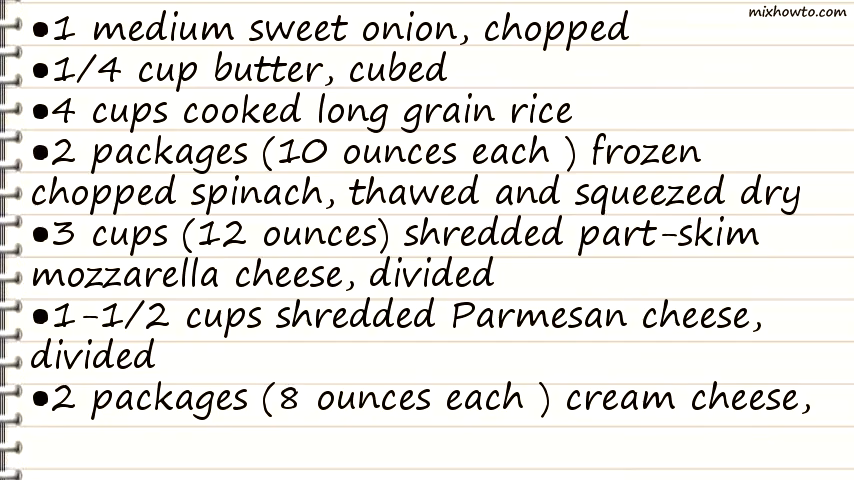 mixhowto.com
•1 medium sweet onion, chopped
•1/4 cup butter, cubed
•4 cups cooked long grain rice
•2 packages (10 ounces each ) frozen
chopped spinach, thawed and squeezed dry
•3 cups (12 ounces) shredded part-skim
mozzarella cheese, divided
•1-1/2 cups shredded Parmesan cheese,
divided
•2 packages (8 ounces each ) cream cheese,